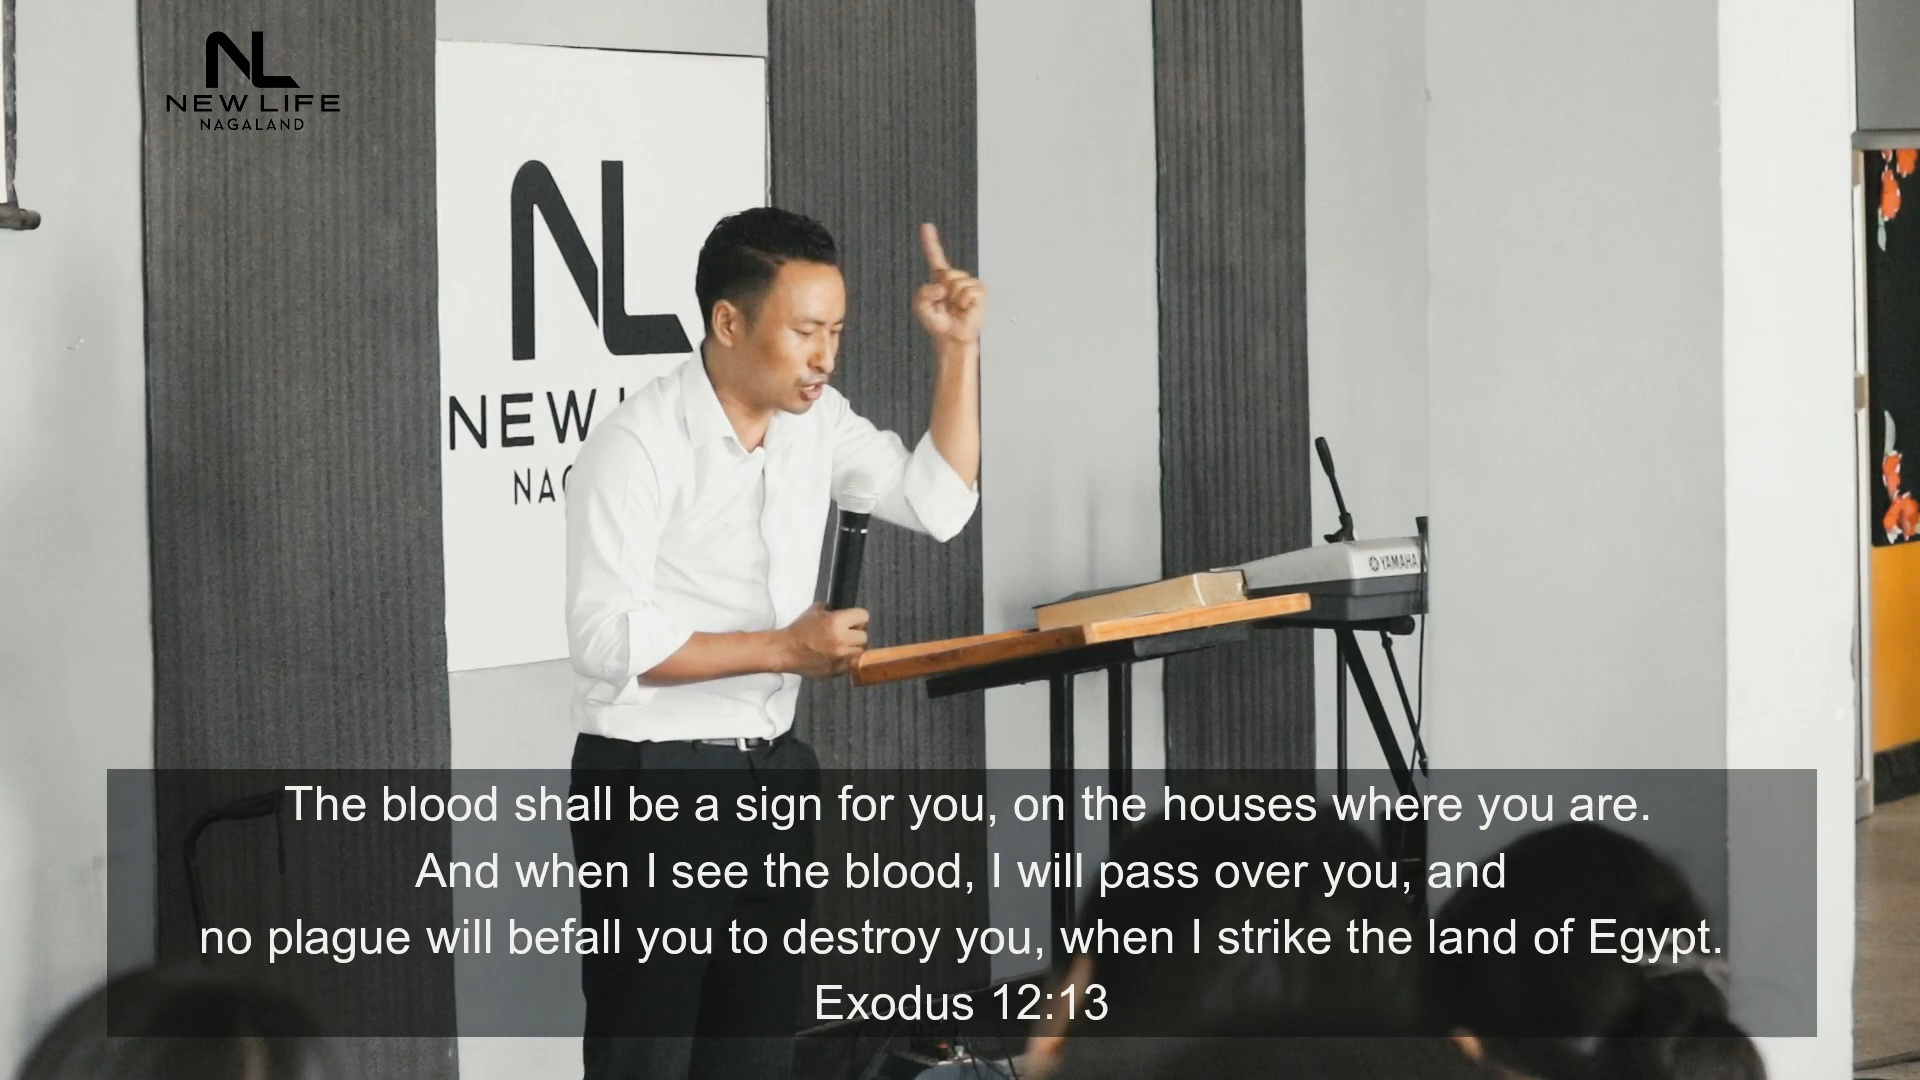 NL
NEW LIFE
NAGALAND
NL
NEW
NA
YAMAHA
The blood shall be a sign for you, on the houses where you are.
And when I see the blood, I will pass over you, and
no plague will befall you to destroy you, when I strike the land of Egypt.
Exodus 12:13